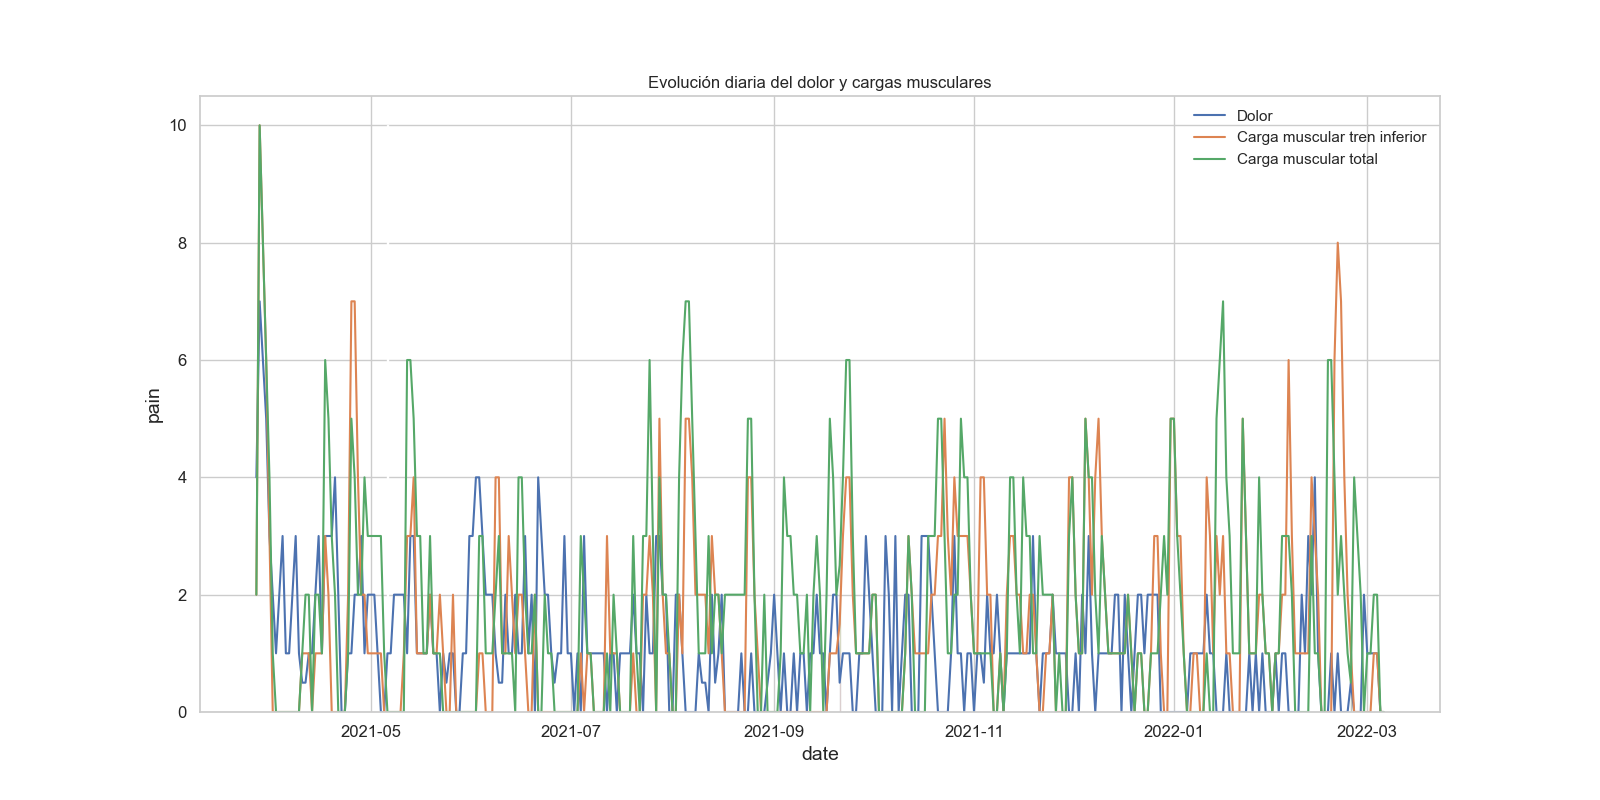 Evolución diaria del dolor y cargas musculares
Dolor
Carga muscular tren inferior
Carga muscular total
pain
10
8
6
4
2
0
2021-05
2021-07
2021-09
2021-11
2022-01
2022-03
date